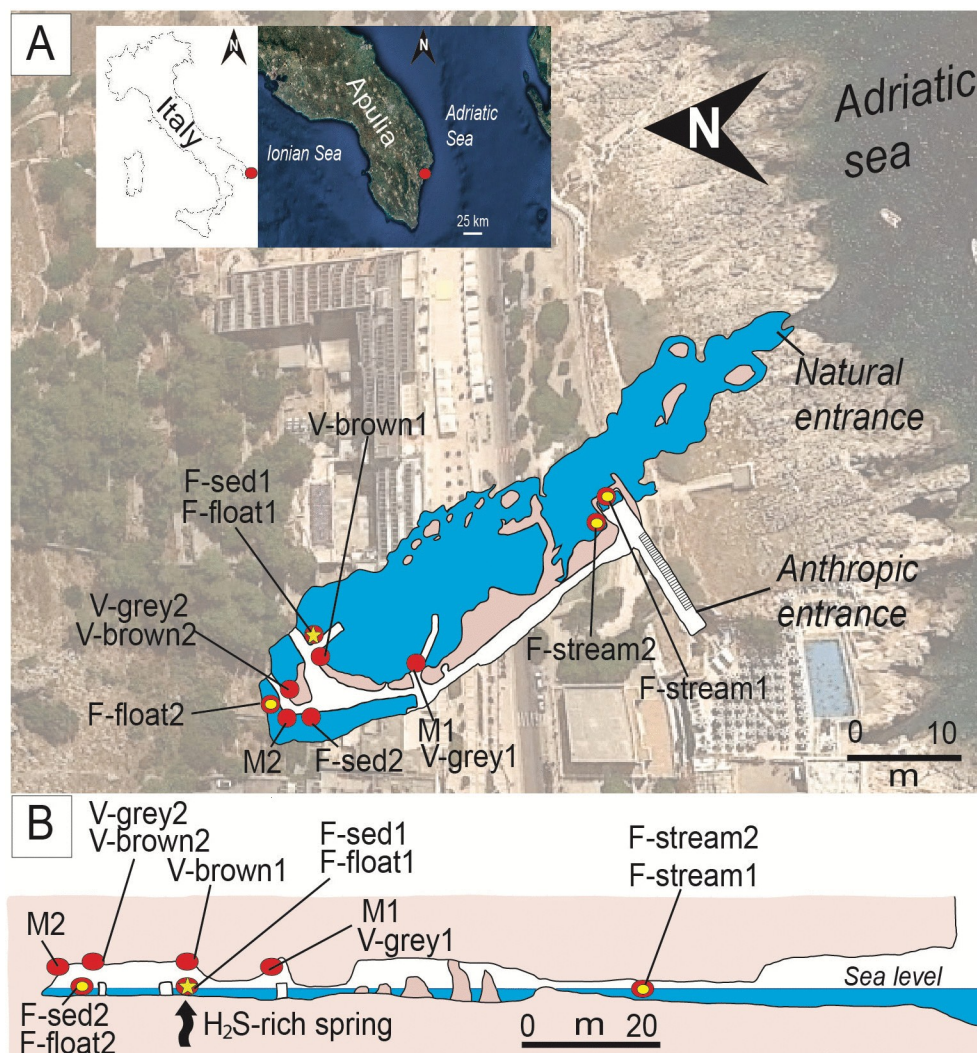 A
N
N
Italy
Apulia
Ionian Sea
Adriatic
Sea
25 km
N
Adriatic
sea
Natural
entrance
V-brown1
F-sed1
F-float1
V-grey2
V-brown2
F-float2
M2
F-sed2
M1
V-grey1
F-stream2
F-stream1
Anthropic
entrance
0 10
m
B
V-grey2
V-brown2
V-brown1
F-sed1
F-float1
F-stream2
F-stream1
M2
M1
V-grey1
Sea level
F-sed2
F-float2
H₂S-rich spring
0 m 20